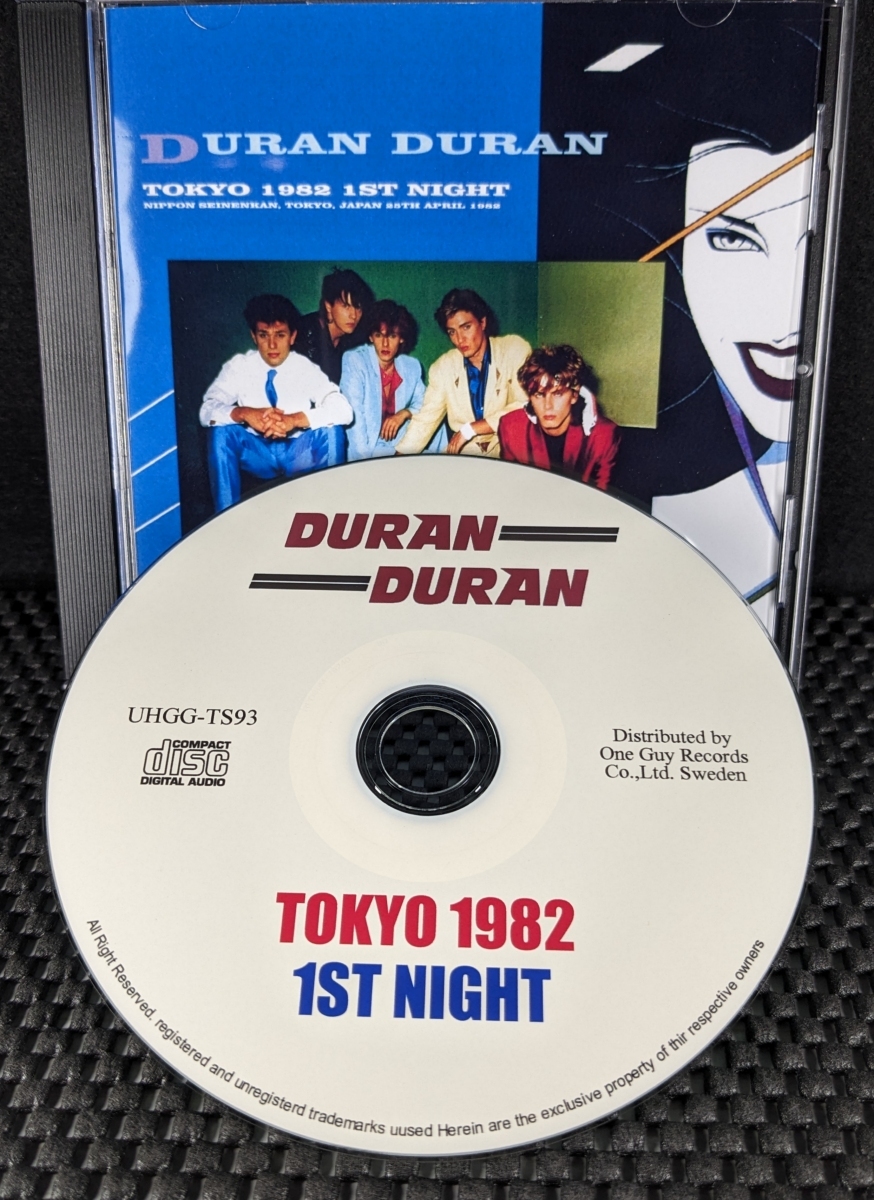 DURAN DURAN
TOKYO 1982 1ST NIGHT
NIPPON SEINENKAN, TOKYO, JAPAN 25TH APRIL 1982
DURAN
DURAN
UHGG-TS93
COMPACT
disc
DIGITAL AUDIO
Distributed by
One Guy Records
Co.,Ltd. Sweden
TOKYO 1982
1ST NIGHT
All Right Reserved. registered and unregisterd trademarks uused Herein are the exclusive property of thir respective owners